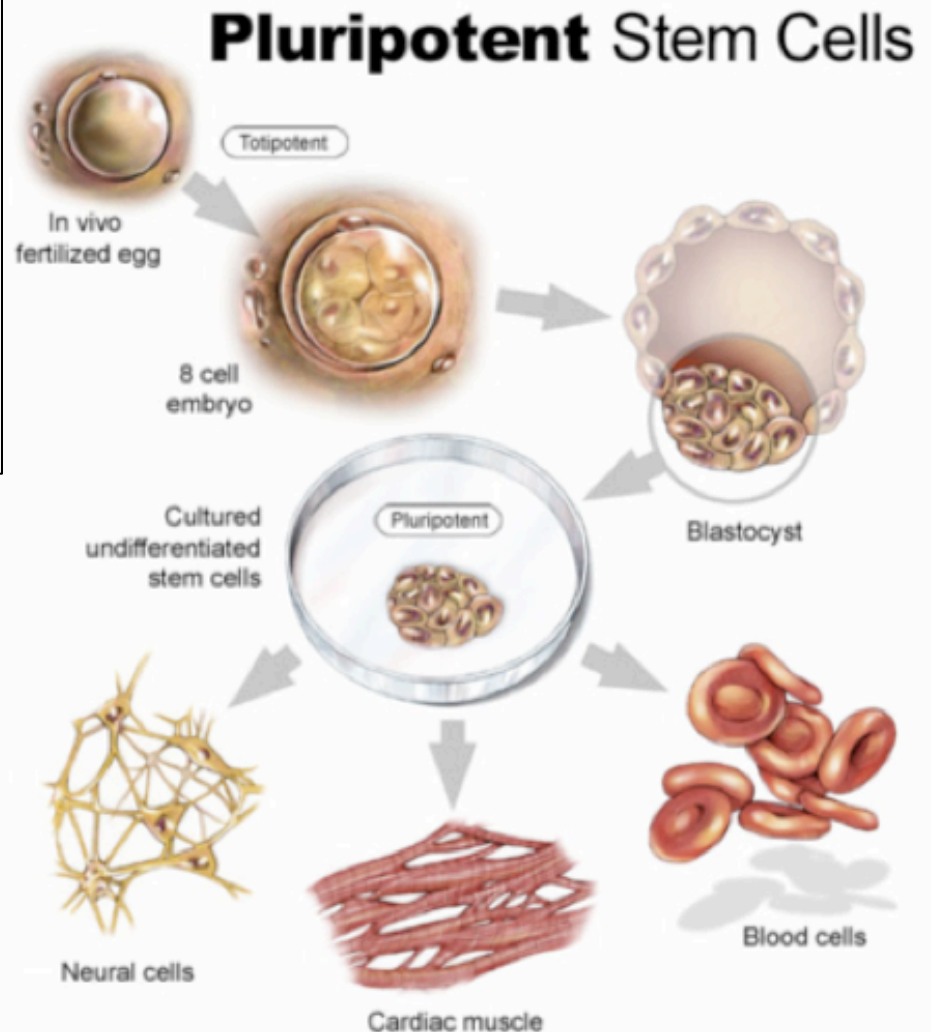 Pluripotent Stem Cells
Totipotent
In vivo
fertilized egg
8 cell
embryo
Blastocyst
Cultured
undifferentiated
stem cells
Pluripotent
Neural cells
Cardiac muscle
Blood cells